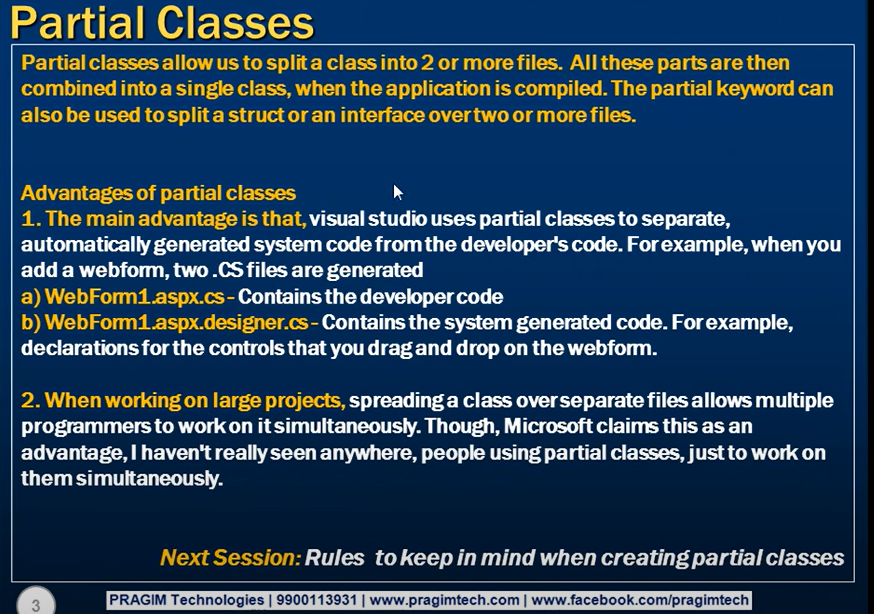 Partial Classes
Partial classes allow us to split a class into 2 or more files. All these parts are then
combined into a single class, when the application is compiled. The partial keyword can
also be used to split a struct or an interface over two or more files.
Advantages of partial classes
1. The main advantage is that, visual studio uses partial classes to separate,
automatically generated system code from the developer's code. For example, when you
add a webform, two .CS files are generated
a) WebForm1.aspx.cs - Contains the developer code
b) WebForm1.aspx.designer.cs - Contains the system generated code. For example,
declarations for the controls that you drag and drop on the webform.
2. When working on large projects, spreading a class over separate files allows multiple
programmers to work on it simultaneously. Though, Microsoft claims this as an
advantage, I haven't really seen anywhere, people using partial classes, just to work on
them simultaneously.
Next Session: Rules to keep in mind when creating partial classes
3
PRAGIM Technologies | 9900113931 | www.pragimtech.com | www.facebook.com/pragimtech